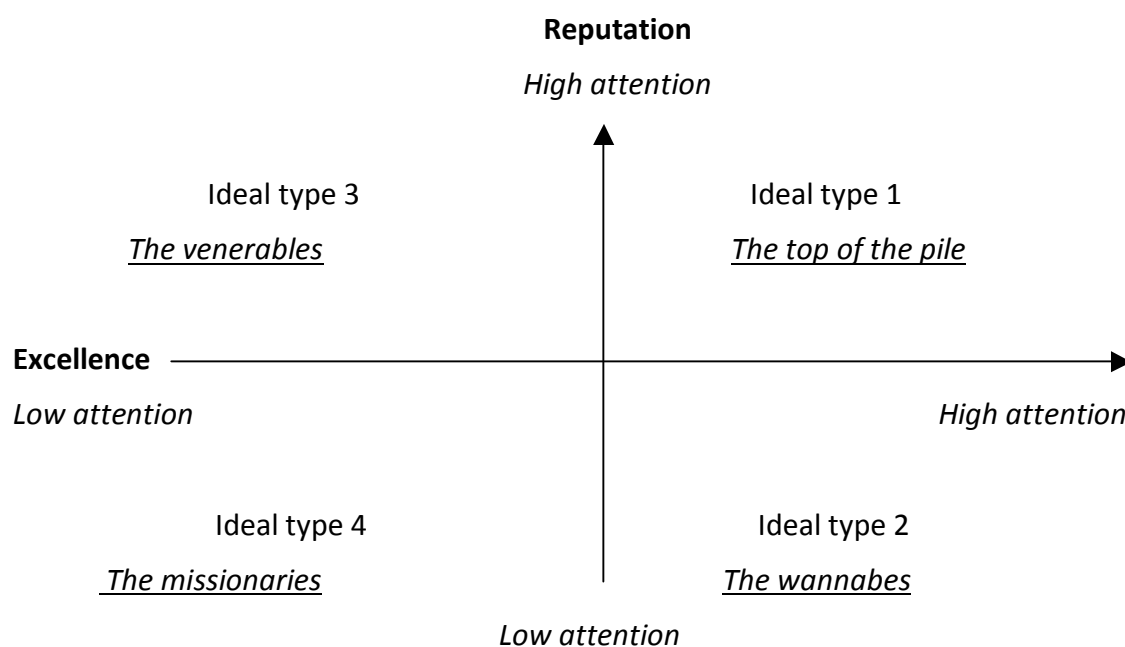 Reputation
High attention
Ideal type 3
Ideal type 1
The venerables
The top of the pile
Excellence
Low attention
High attention
Ideal type 4
Ideal type 2
The missionaries
The wannabes
Low attention